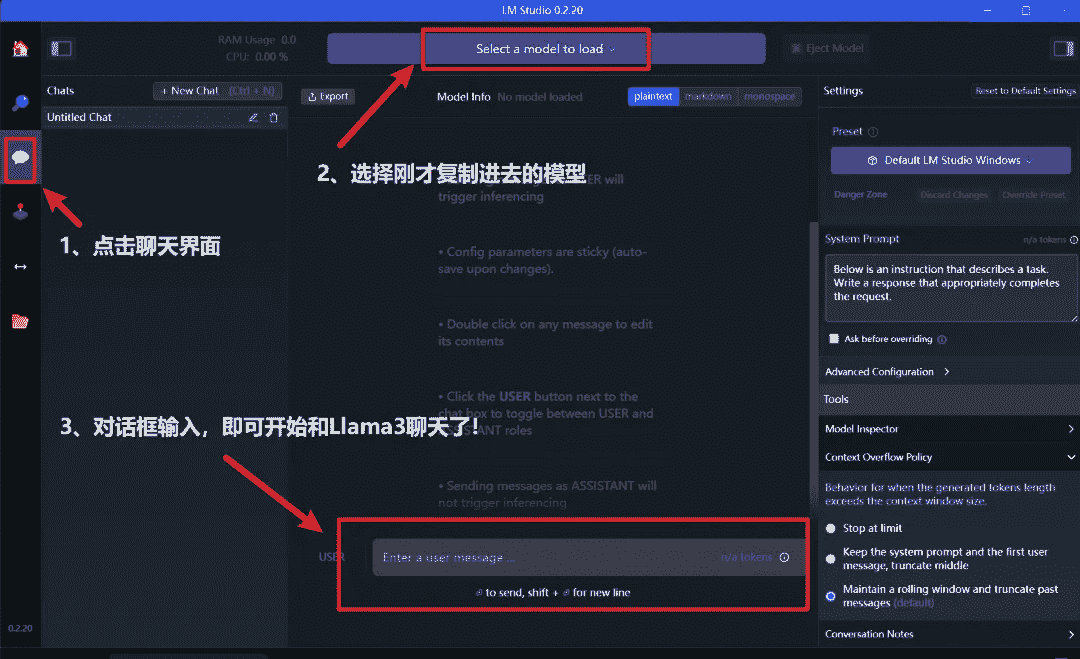 LM Studio 0.2.20
RAM Usage 0.0
CPU: 0.00 %
Select a model to load
Eject Model
Chats
+ New Chat (Ctrl + N)
Untitled Chat
Export
Model Info No model loaded
plaintext markdown monospace
2、选择刚才复制进去的模型
ER will
trigger inferencing
1、点击聊天界面
• Config parameters are sticky (auto-
save upon changes).
• Double click on any message to edit
its contents
• Click the USER button next to the
chat box to toggle between USER and
roles
3、对话框输入，即可开始和Llama3聊天了!
• Sending messages as ASSISTANT will
not trigger inferencing
USER
Enter a user message ...
n/a tokens
to send, shift + for new line
0.2.20
Settings
Reset to Default Settings
Preset
Default LM Studio Windows
Danger Zone
Discard Changes
Override Preset
System Prompt
n/a tokens
Below is an instruction that describes a task.
Write a response that appropriately completes
the request.
Ask before overriding
Advanced Configuration
Tools
Model Inspector
Context Overflow Policy
Behavior for when the generated tokens length
exceeds the context window size.
Stop at limit
Keep the system prompt and the first user
message, truncate middle
Maintain a rolling window and truncate past
messages (default)
Conversation Notes